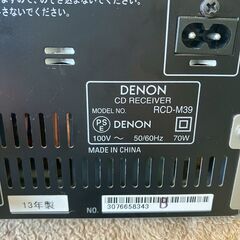 DENON
CD RECEIVER
MODEL NO. RCD-M39
PSE DENON
100V ~ 50/60Hz 70W
MADE IN CHINA
13年製
NO. 3076658343